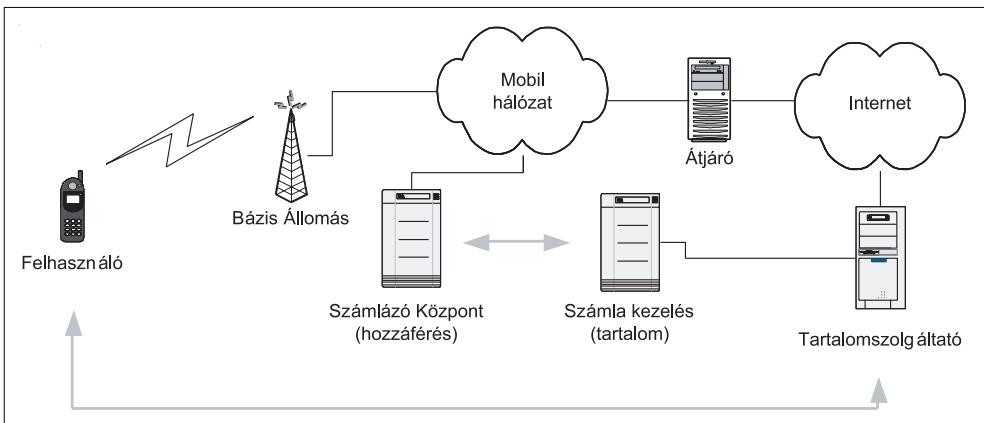 Mobil
hálózat
Internet
Átjáró
Bázis Állomás
Felhasználó
Számlázó Központ
(hozzáférés)
Számla kezelés
(tartalom)
Tartalomszolgáltató